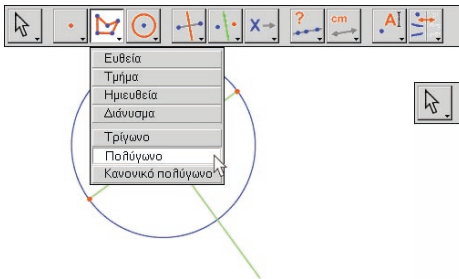 ? cm A
Ευθεία
Τμήμα
Ημιευθεία
Διάνυσμα
Τρίγωνο
Πολύγωνο
Κανονικό πολύγωνο